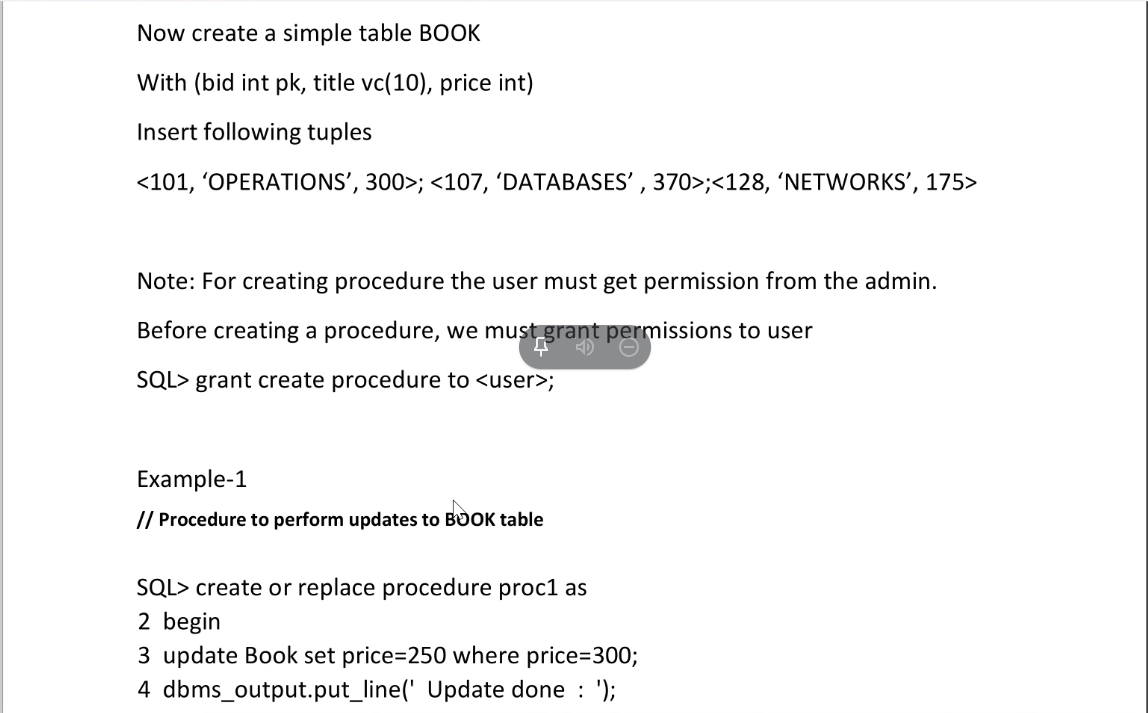 Now create a simple table BOOK
With (bid int pk, title vc(10), price int)
Insert following tuples
<101, ‘OPERATIONS’, 300>; <107, ‘DATABASES’ , 370>;<128, ‘NETWORKS’, 175>
Note: For creating procedure the user must get permission from the admin.
Before creating a procedure, we must grant permissions to user
SQL> grant create procedure to <user>;
Example-1
// Procedure to perform updates to BOOK table
SQL> create or replace procedure proc1 as
2 begin
3 update Book set price=250 where price=300;
4 dbms_output.put_line(' Update done : ');